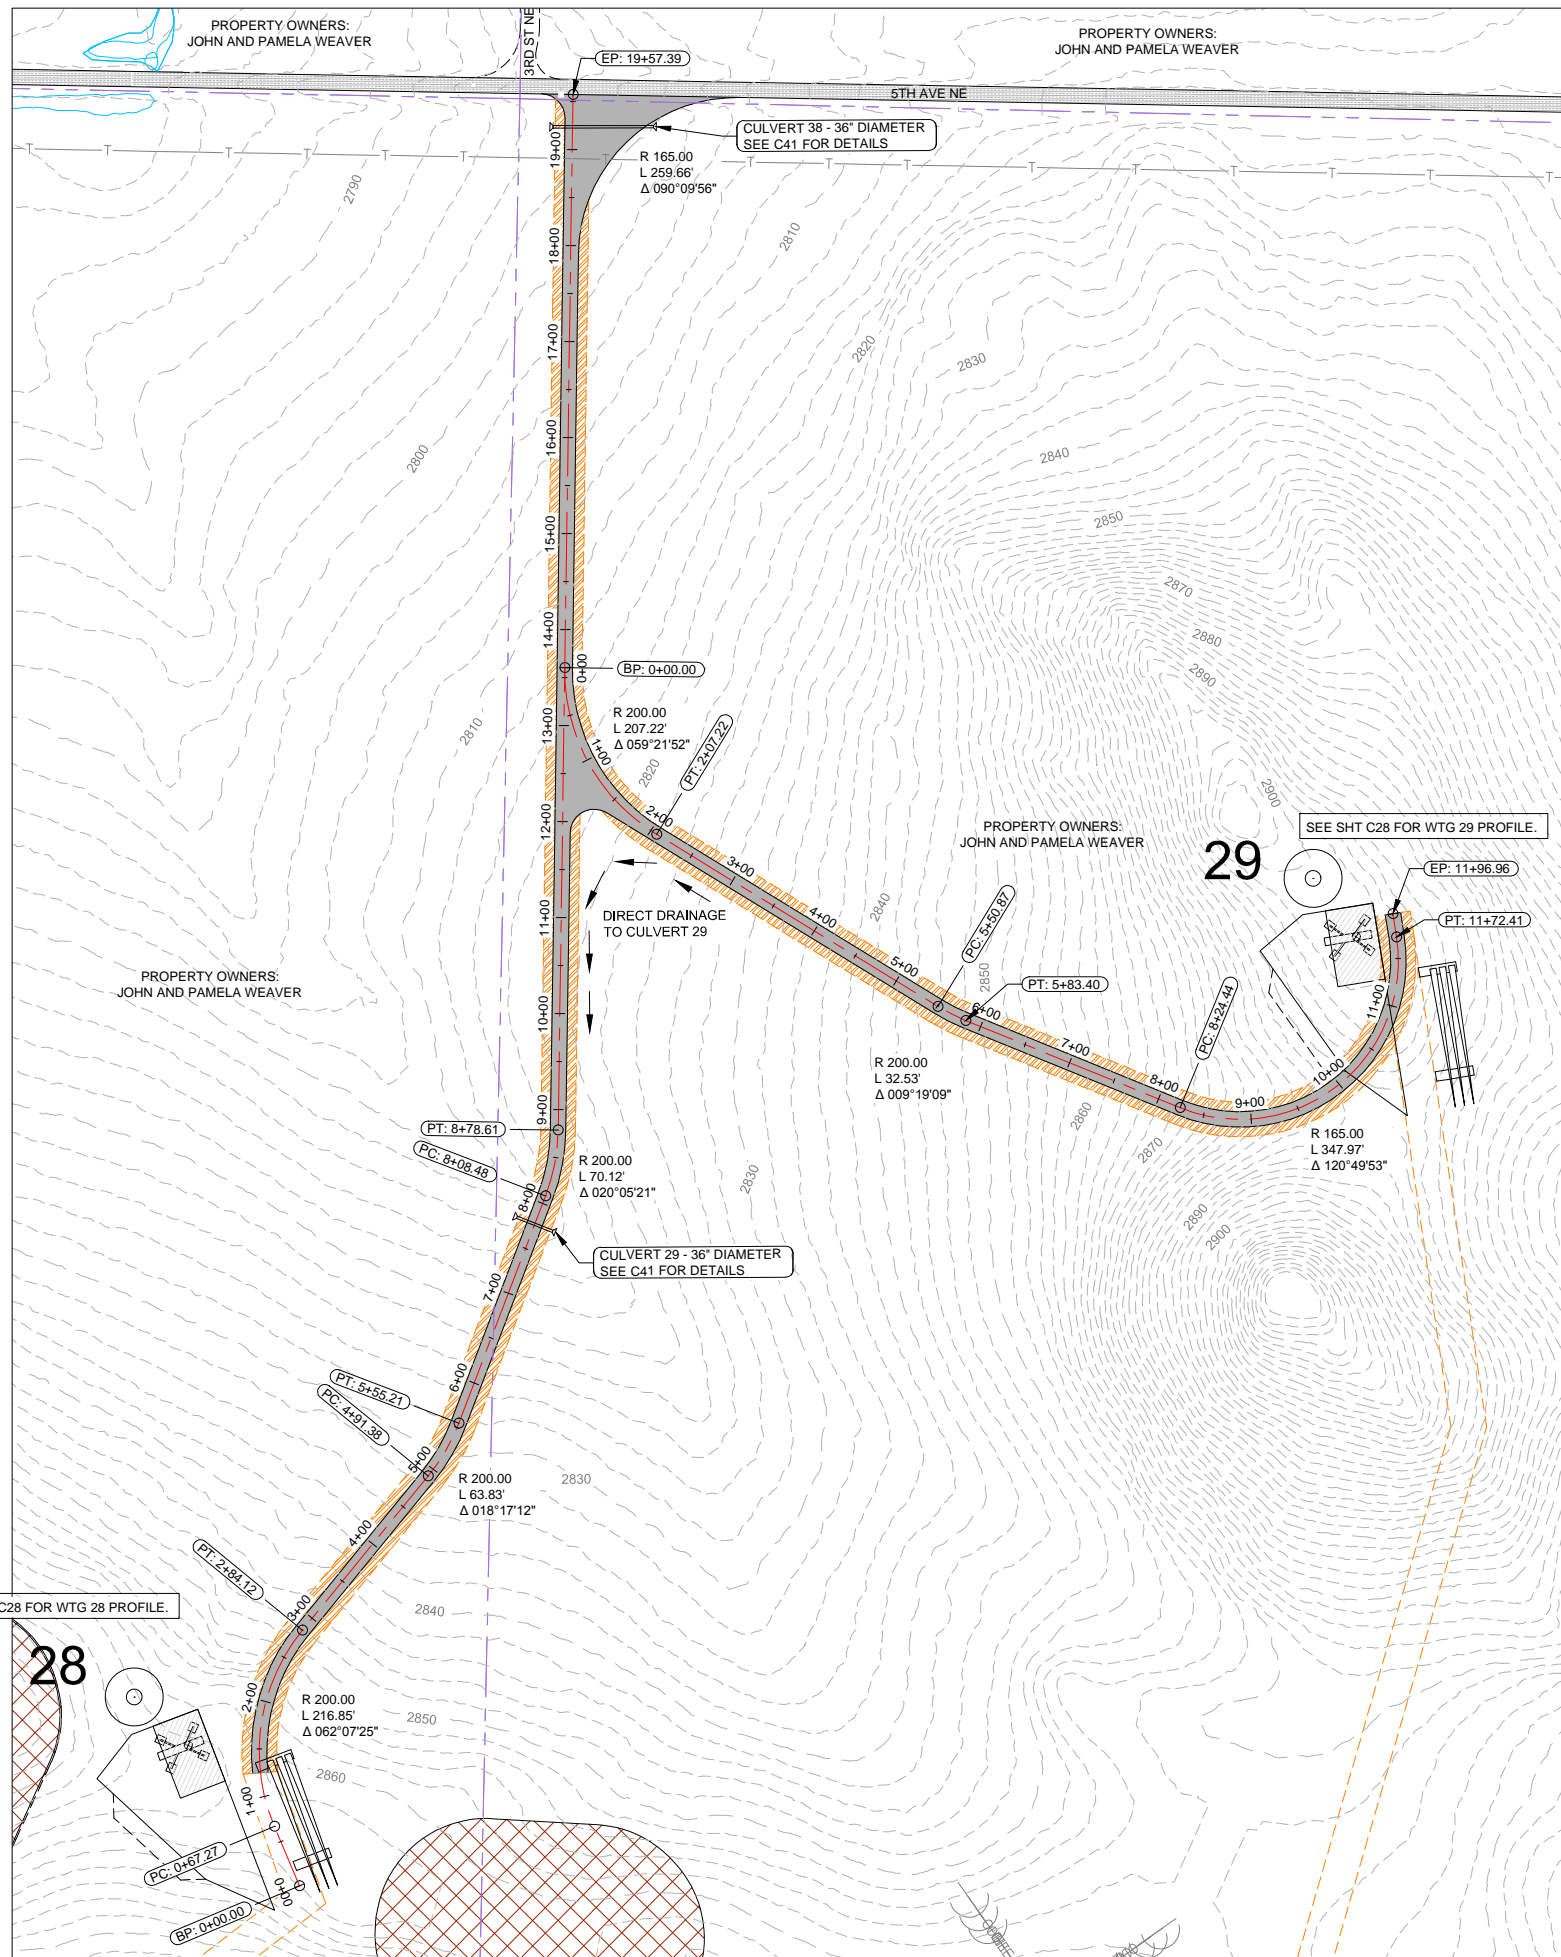 PROPERTY OWNERS:
JOHN AND PAMELA WEAVER
3RD ST NE
PROPERTY OWNERS:
JOHN AND PAMELA WEAVER
EP: 19+57.39
5TH AVE NE
CULVERT 38 - 36" DIAMETER
SEE C41 FOR DETAILS
R 165.00
L 259.66'
Δ 090°09'56"
T T T T T T T T T T T T T T T
19+00
2790
2810
18+00
17+00
2820
2830
16+00
2800
2840
15+00
2850
2870
14+00
2880
BP: 0+00.00
0+00
2890
R 200.00
L 207.22'
Δ 059°21'52"
13+00
2810
1+00
2820
PT: 2+07.22
2900
2+00
12+00
PROPERTY OWNERS:
JOHN AND PAMELA WEAVER
SEE SHT C28 FOR WTG 29 PROFILE.
29
EP: 11+96.96
3+00
PT: 11+72.41
DIRECT DRAINAGE
TO CULVERT 29
11+00
4+00
2840
PC: 5+50.87
5+00
2850
PT: 5+83.40
PROPERTY OWNERS:
JOHN AND PAMELA WEAVER
10+00
6+00
11+00
PC: 8+24.44
7+00
R 200.00
L 32.53'
Δ 009°19'09"
8+00
10+00
9+00
9+00
PT: 8+78.61
2860
2870
R 165.00
L 347.97'
Δ 120°49'53"
PC: 8+08.48
R 200.00
L 70.12'
Δ 020°05'21"
2830
8+00
2890
2900
CULVERT 29 - 36" DIAMETER
SEE C41 FOR DETAILS
7+00
6+00
PT: 5+55.21
PC: 4+91.38
5+00
R 200.00
L 63.83'
Δ 018°17'12"
2830
4+00
PT: 2+84.12
C28 FOR WTG 28 PROFILE.
3+00
2840
28
2+00
R 200.00
L 216.85'
Δ 062°07'25"
2850
2860
1+00
PC: 0+67.27
0+00
BP: 0+00.00